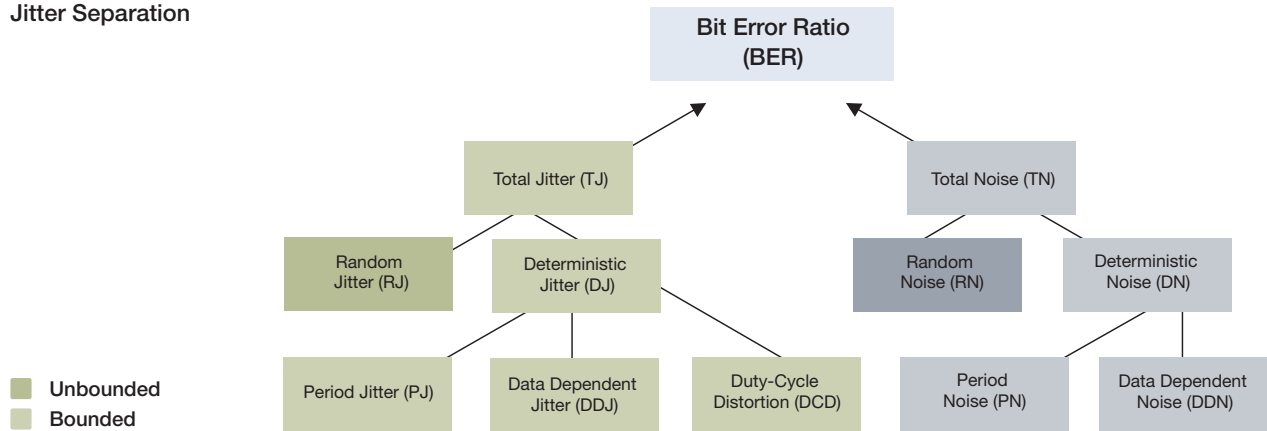 Jitter Separation
Bit Error Ratio
(BER)
Total Jitter (TJ)
Total Noise (TN)
Random
Jitter (RJ)
Deterministic
Jitter (DJ)
Random
Noise (RN)
Deterministic
Noise (DN)
Period Jitter (PJ)
Data Dependent
Jitter (DDJ)
Duty-Cycle
Distortion (DCD)
Period
Noise (PN)
Data Dependent
Noise (DDN)
Unbounded
Bounded